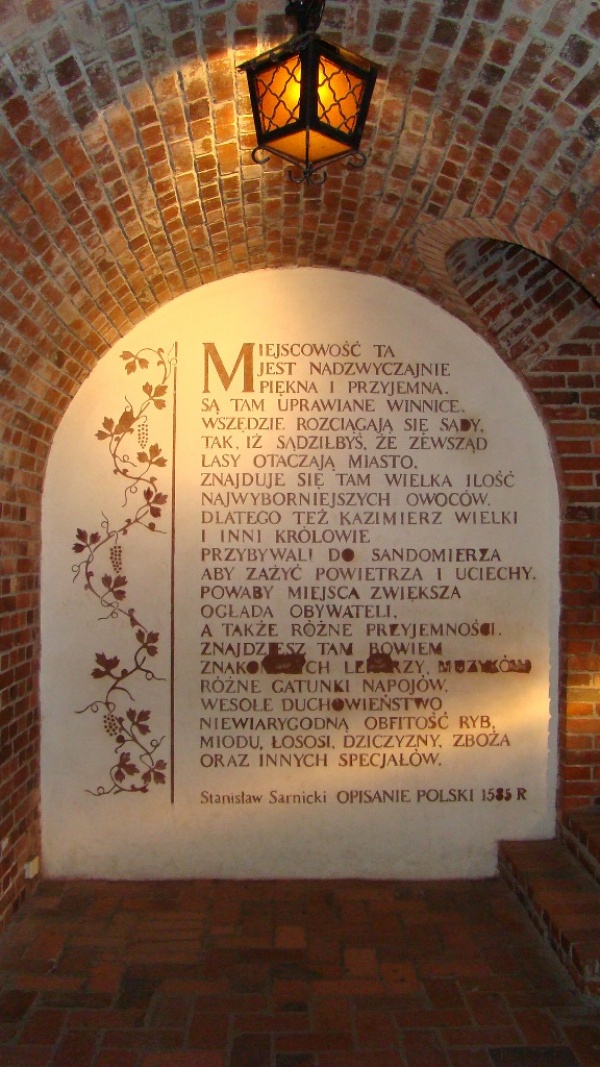 MIEJSCOWOŚĆ TA
JEST NADZWYCZAJNIE
PIĘKNA I PRZYJEMNA.
SĄ TAM UPRAWIANE WINNICE.
WSZĘDZIE ROZCIĄGAJĄ SIĘ SADY,
TAK, IŻ SĄDZIŁBYŚ, ŻE ZEWSZĄD
LASY OTACZAJĄ MIASTO.
ZNAJDUJE SIĘ TAM WIELKA ILOŚĆ
NAJWYBORNIEJSZYCH OWOCÓW.
DLATEGO TEŻ KAZIMIERZ WIELKI
I INNI KRÓLOWIE
PRZYBYWALI DO SANDOMIERZA
ABY ZAŻYĆ POWIETRZA I UCIECHY.
POWABY MIEJSCA ZWIĘKSZA
OGŁADA OBYWATELI,
A TAKŻE RÓŻNE PRZYJEMNOŚCI.
ZNAJDZIESZ TAM BOWIEM
MUZYKÓW
RÓŻNE GATUNKI NAPOJÓW,
WESOŁE DUCHOWIEŃSTWO,
NIEWIARYGODNĄ OBFITOŚĆ RYB,
MIODU, ŁOSOSI, DZICZYZNY, ZBOŻA
ORAZ INNYCH SPECJAŁÓW.
Stanisław Sarnicki OPISANIE POLSKI 1585 R